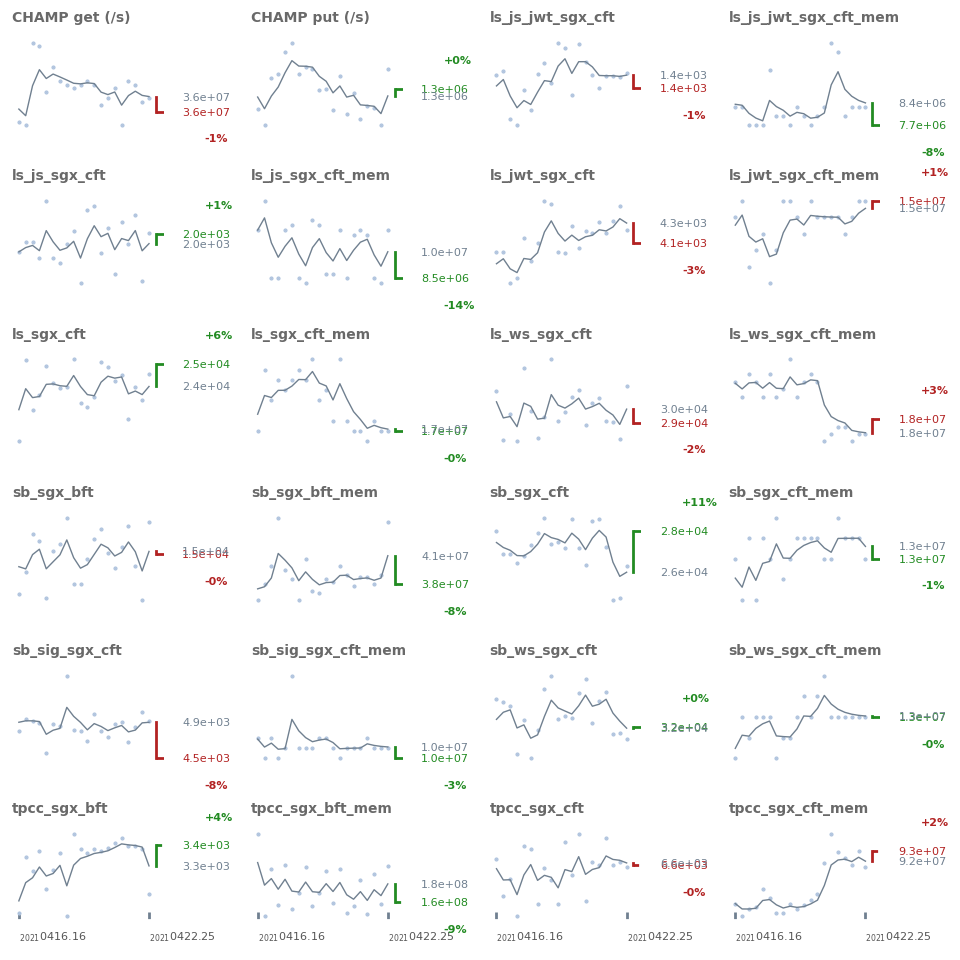 CHAMP get (/s)
3.6e+07
3.6e+07
-1%
CHAMP put (/s)
+0%
1.3e+06
1.3e+06
ls_js_jwt_sgx_cft
1.4e+03
1.4e+03
-1%
ls_js_jwt_sgx_cft_mem
8.4e+06
7.7e+06
-8%
ls_js_sgx_cft
+1%
2.0e+03
2.0e+03
ls_js_sgx_cft_mem
1.0e+07
8.5e+06
-14%
ls_jwt_sgx_cft
4.3e+03
4.1e+03
-3%
+1%
ls_jwt_sgx_cft_mem
1.5e+07
1.5e+07
ls_sgx_cft
+6%
2.5e+04
2.4e+04
ls_sgx_cft_mem
1.7e+07
1.7e+07
-0%
ls_ws_sgx_cft
3.0e+04
2.9e+04
-2%
ls_ws_sgx_cft_mem
+3%
1.8e+07
1.8e+07
sb_sgx_bft
1.5e+04
1.5e+04
-0%
sb_sgx_bft_mem
4.1e+07
3.8e+07
-8%
sb_sgx_cft
+11%
2.8e+04
2.6e+04
sb_sgx_cft_mem
1.3e+07
1.3e+07
-1%
sb_sig_sgx_cft
4.9e+03
4.5e+03
-8%
sb_sig_sgx_cft_mem
1.0e+07
1.0e+07
-3%
sb_ws_sgx_cft
+0%
3.2e+04
3.2e+04
sb_ws_sgx_cft_mem
1.3e+07
1.3e+07
-0%
tpcc_sgx_bft
+4%
3.4e+03
3.3e+03
tpcc_sgx_bft_mem
1.8e+08
1.6e+08
-9%
tpcc_sgx_cft
6.6e+03
6.6e+03
-0%
tpcc_sgx_cft_mem
+2%
9.3e+07
9.2e+07
2021 0416.16
2021 0422.25
2021 0416.16
2021 0422.25
2021 0416.16
2021 0422.25
2021 0416.16
2021 0422.25